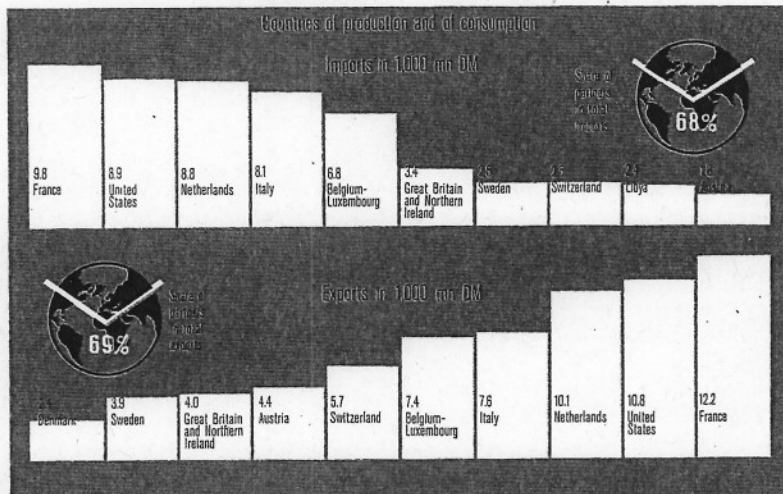 Countries of production and of consumption
Imports in 1,000 mn DM
Share of
partners
in total
imports
68%
9.8
France
8.9
United
States
8.8
Netherlands
8.1
Italy
6.8
Belgium-
Luxembourg
3.4
Great Britain
and Northern
Ireland
2.6
Sweden
2.5
Switzerland
2.4
Libya
Austria
69%
Share of
partners
in total
exports
Exports in 1,000 mn DM
Denmark
3.9
Sweden
4.0
Great Britain
and Northern
Ireland
4.4
Austria
5.7
Switzerland
7.4
Belgium-
Luxembourg
7.6
Italy
10.1
Netherlands
10.8
United
States
12.2
France